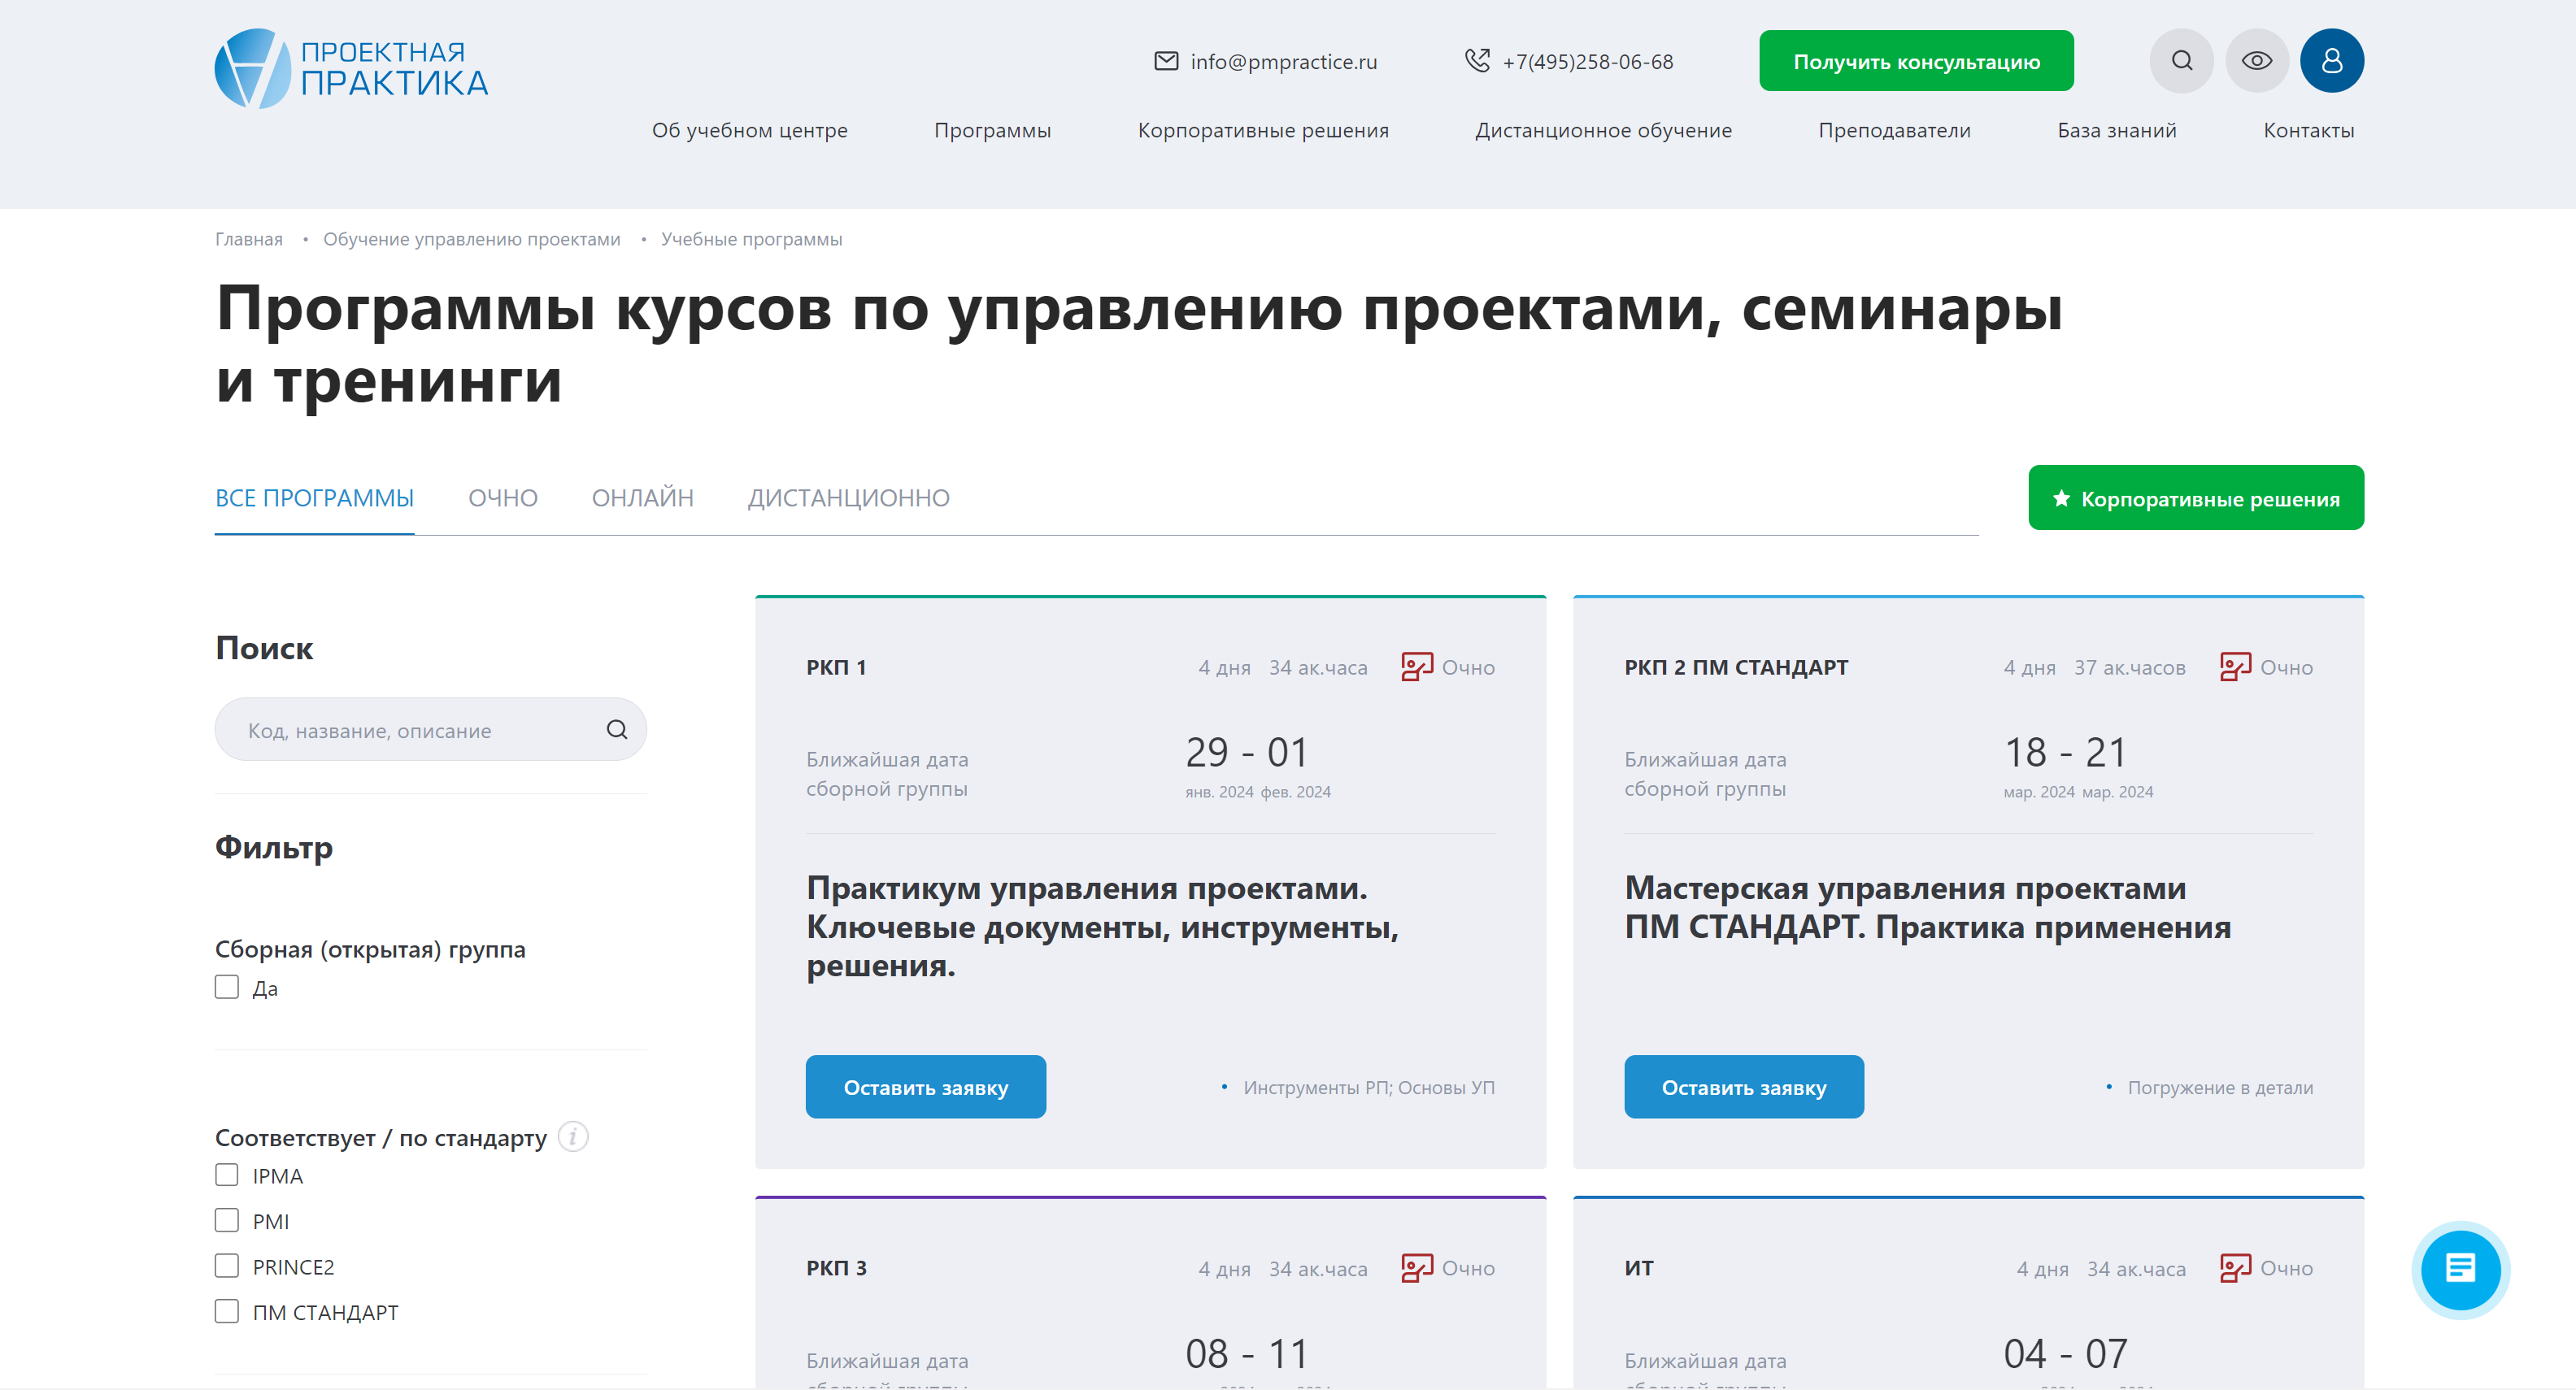 ПРОЕКТНАЯ
ПРАКТИКА
info@pmpractice.ru
+7(495)258-06-68
Получить консультацию
Об учебном центре
Программы
Корпоративные решения
Дистанционное обучение
Преподаватели
База знаний
Контакты
Главная • Обучение управлению проектами • Учебные программы
Программы курсов по управлению проектами, семинары
и тренинги
ВСЕ ПРОГРАММЫ
ОЧНО
ОНЛАЙН
ДИСТАНЦИОННО
Корпоративные решения
Поиск
Код, название, описание
Фильтр
Сборная (открытая) группа
Да
Соответствует / по стандарту i
IPMA
PMI
PRINCE2
ПМ СТАНДАРТ
РКП 1
4 дня 34 ак.часа
Очно
Ближайшая дата
сборной группы
29 - 01
янв. 2024 фев. 2024
Практикум управления проектами.
Ключевые документы, инструменты,
решения.
Оставить заявку
• Инструменты РП; Основы УП
РКП 2 ПМ СТАНДАРТ
4 дня 37 ак.часов
Очно
Ближайшая дата
сборной группы
18 - 21
мар. 2024 мар. 2024
Мастерская управления проектами
ПМ СТАНДАРТ. Практика применения
Оставить заявку
• Погружение в детали
РКП 3
4 дня 34 ак.часа
Очно
Ближайшая дата
08 - 11
ИТ
4 дня 34 ак.часа
Очно
Ближайшая дата
04 - 07